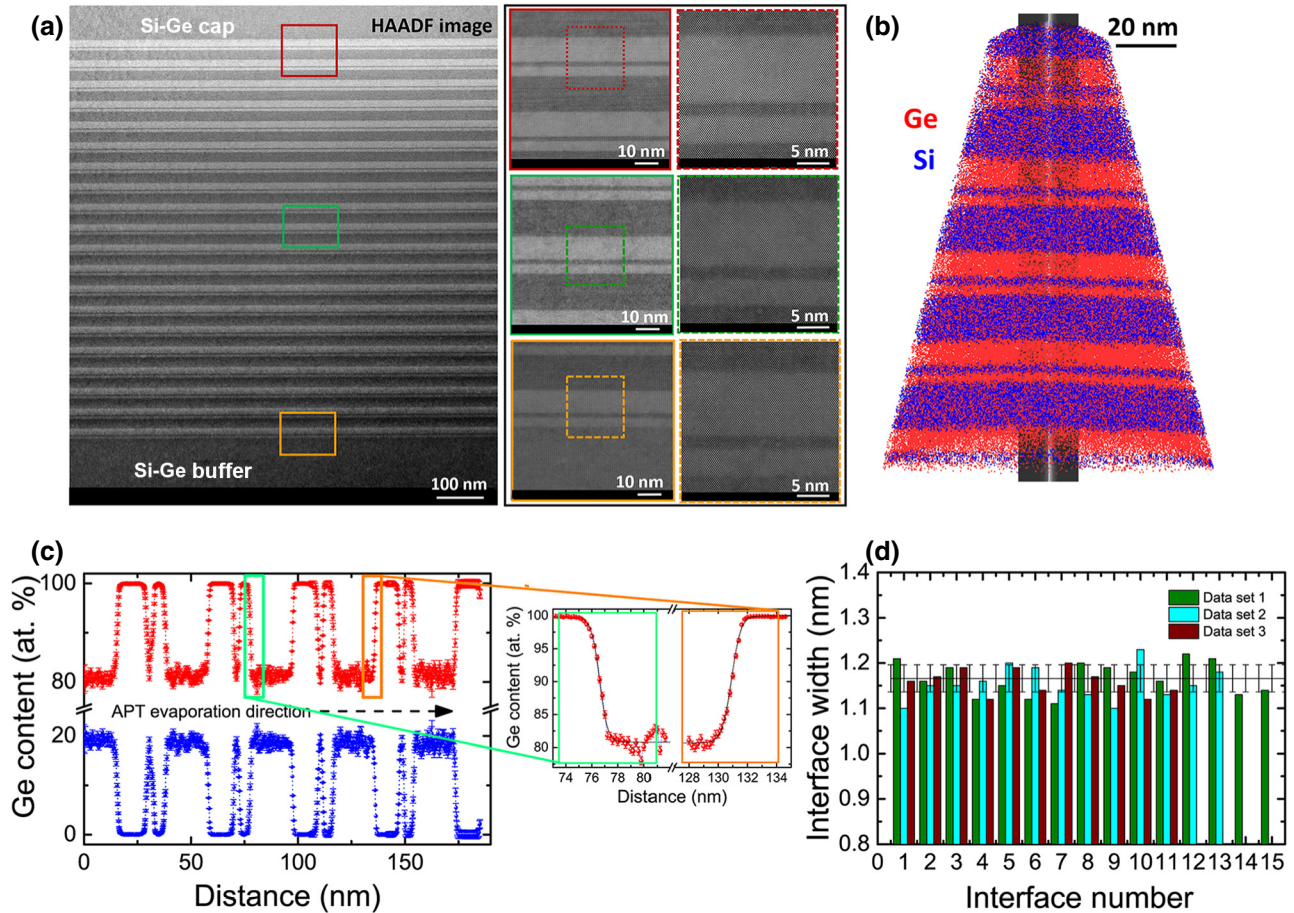 (a)
Si-Ge cap
HAADF image
Si-Ge buffer
100 nm
10 nm
5 nm
10 nm
5 nm
10 nm
5 nm
(b)
20 nm
Ge
Si
(c)
Ge content (at. %)
100
80
20
0
APT evaporation direction
0 50 100 150
Distance (nm)
Ge content (at. %)
100
95
90
85
80
74 76 78 80 128 130 132 134
Distance (nm)
(d)
Interface width (nm)
1.4
1.3
1.2
1.1
1.0
0.9
0.8
Data set 1
Data set 2
Data set 3
0 1 2 3 4 5 6 7 8 9 10 11 12 13 14 15
Interface number